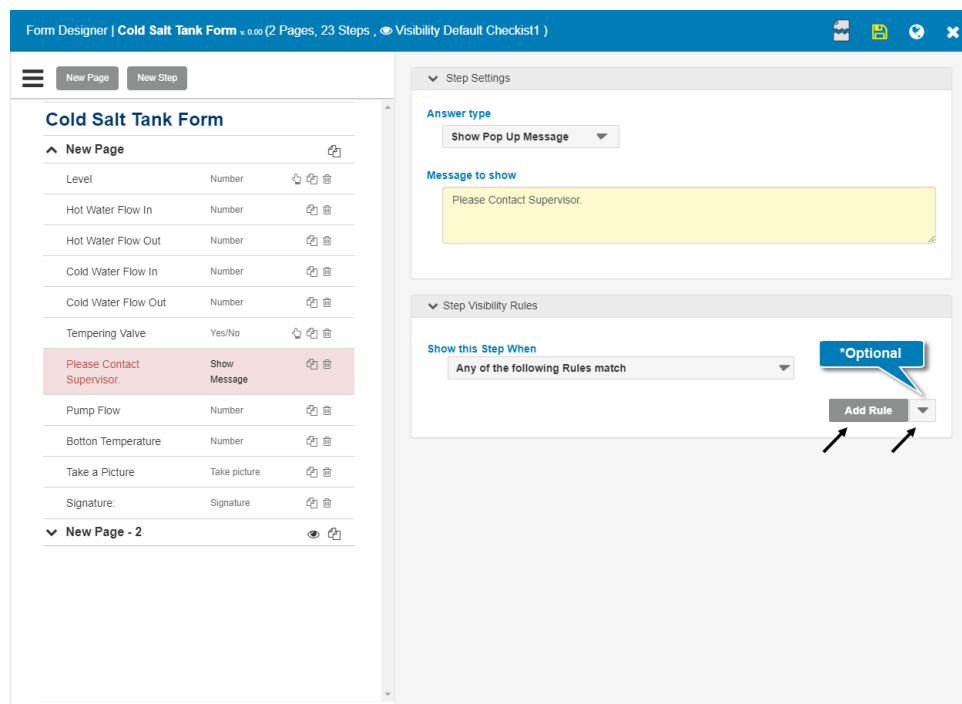 Form Designer | Cold Salt Tank Form v. 0.00 (2 Pages, 23 Steps , Visibility Default Checkist1 )
New Page New Step
Cold Salt Tank Form
New Page
Level Number
Hot Water Flow In Number
Hot Water Flow Out Number
Cold Water Flow In Number
Cold Water Flow Out Number
Tempering Valve Yes/No
Please Contact Supervisor. Show Message
Pump Flow Number
Botton Temperature Number
Take a Picture Take picture
Signature: Signature
New Page - 2
Step Settings
Answer type
Show Pop Up Message
Message to show
Please Contact Supervisor.
Step Visibility Rules
Show this Step When
Any of the following Rules match
*Optional
Add Rule